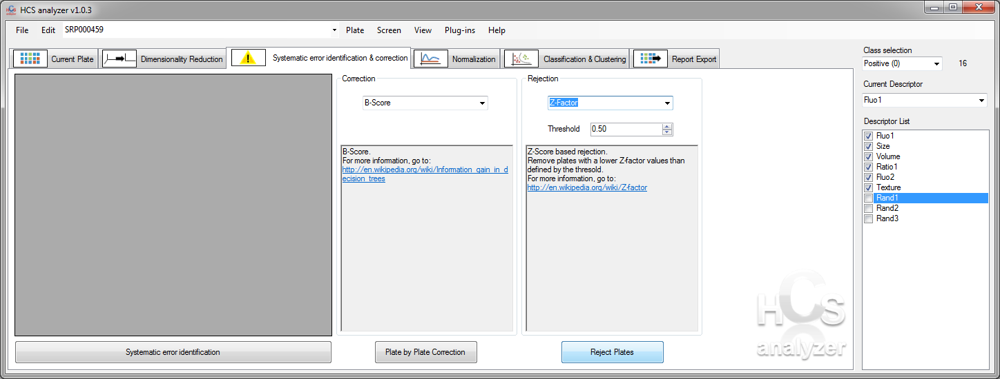 HCS analyzer v1.0.3
File Edit SRP000459 Plate Screen View Plug-ins Help
Current Plate Dimensionality Reduction Systematic error identification & correction Normalization Classification & Clustering Report Export
Class selection
Positive (0) 16
Current Descriptor
Fluo1
Descriptor List
Fluo1
Size
Volume
Ratio1
Fluo2
Texture
Rand1
Rand2
Rand3
Correction
B-Score
B-Score.
For more information, go to:
http://en.wikipedia.org/wiki/Information_gain_in_d
ecision_trees
Rejection
Z-Factor
Threshold 0.50
Z-Score based rejection.
Remove plates with a lower Z-factor values than
defined by the thresold.
For more information, go to:
http://en.wikipedia.org/wiki/Z-factor
Systematic error identification
Plate by Plate Correction
Reject Plates
HCS
analyzer